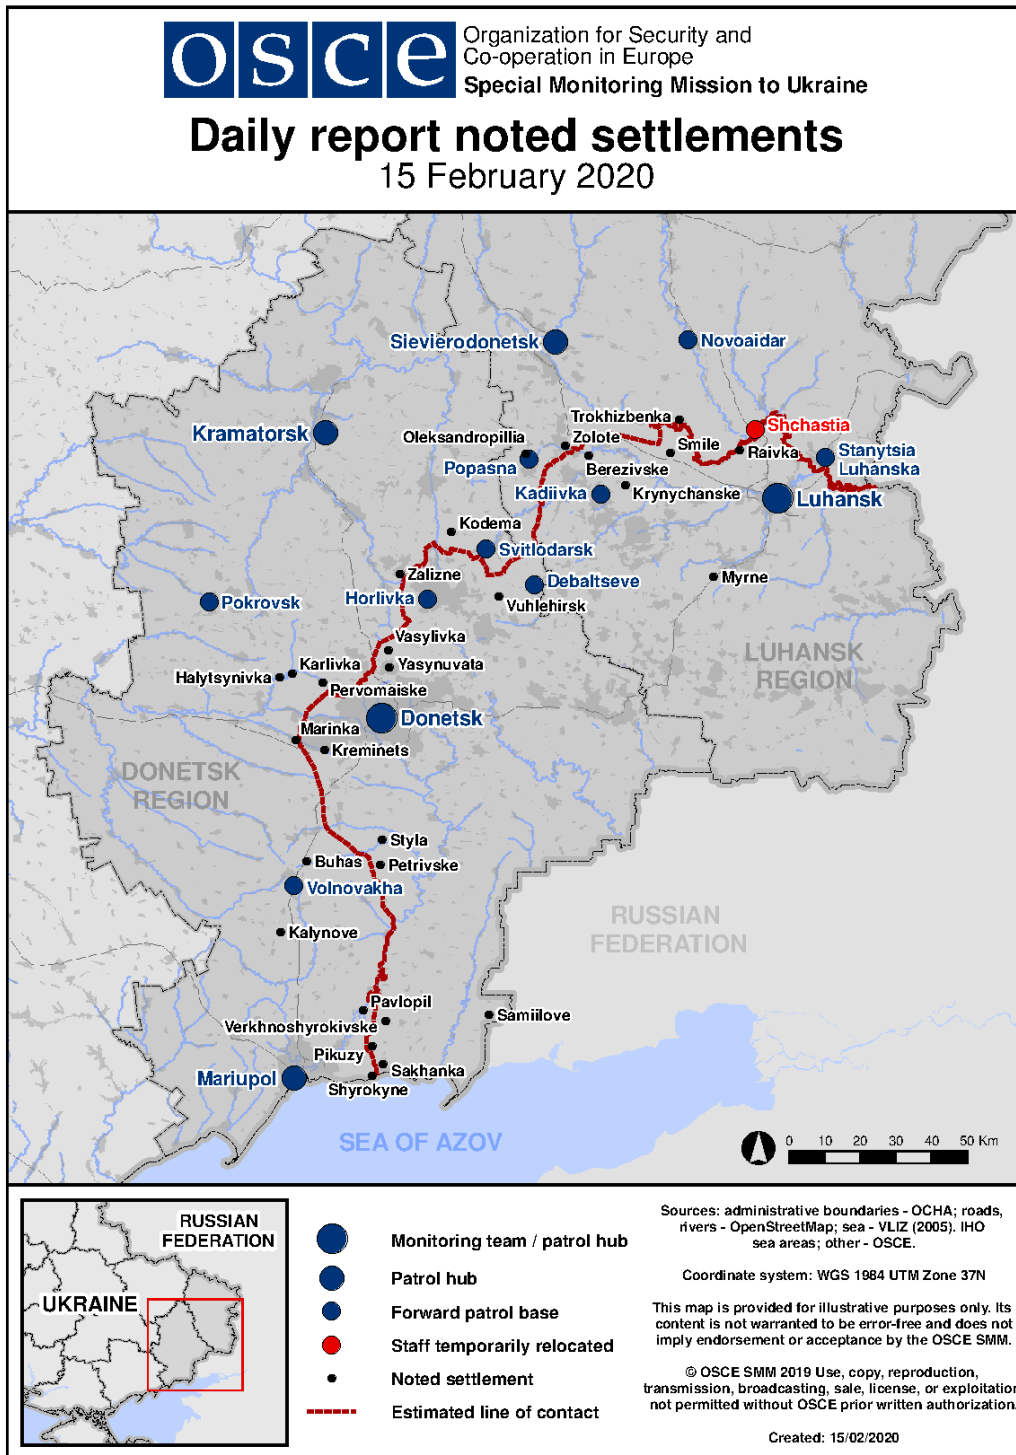 osce
Organization for Security and
Co-operation in Europe
Special Monitoring Mission to Ukraine
Daily report noted settlements
15 February 2020
Sievierodonetsk
Novoaidar
Trokhizbenka
Shchastia
Kramatorsk
Oleksandropillia
Zolote
Smile
Raivka
Stanytsia
Luhanska
Popasna
Berezivske
Kadiivka
Krynychanske
Luhansk
Kodema
Svitlodarsk
Zalizne
Debaltseve
Myrne
Pokrovsk
Horlivka
Vuhlehirsk
Vasylivka
LUHANSK
REGION
Karlivka
Yasynuvata
Halytsynivka
Pervomaiske
Donetsk
Marinka
Kreminets
DONETSK
REGION
Styla
Buhas
Petrivske
Volnovakha
RUSSIAN
FEDERATION
Kalynove
Pavlopil
Samiilove
Verkhnoshyrokivske
Pikuzy
Sakhanka
Mariupol
Shyrokyne
SEA OF AZOV
0 10 20 30 40 50 Km
RUSSIAN
FEDERATION
UKRAINE
Monitoring team / patrol hub
Patrol hub
Forward patrol base
Staff temporarily relocated
Noted settlement
Estimated line of contact
Sources: administrative boundaries - OCHA; roads,
rivers - OpenStreetMap; sea - VLIZ (2005). IHO
sea areas; other - OSCE.
Coordinate system: WGS 1984 UTM Zone 37N
This map is provided for illustrative purposes only. Its
content is not warranted to be error-free and does not
imply endorsement or acceptance by the OSCE SMM.
© OSCE SMM 2019 Use, copy, reproduction,
transmission, broadcasting, sale, license, or exploitation
not permitted without OSCE prior written authorization.
Created: 15/02/2020